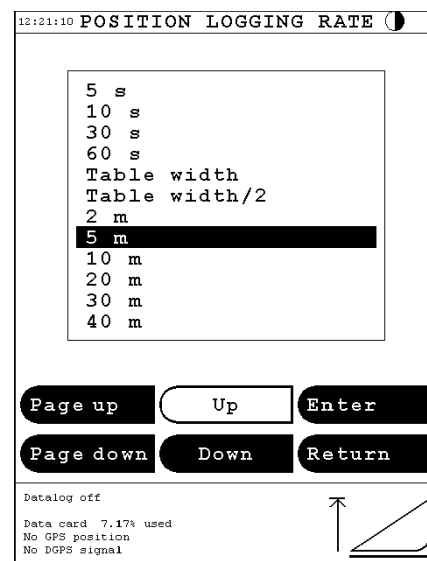 12:21:10 POSITION LOGGING RATE
5 s
10 s
30 s
60 s
Table width
Table width/2
2 m
5 m
10 m
20 m
30 m
40 m
Page up Up Enter
Page down Down Return
Datalog off
Data card 7.17% used
No GPS position
No DGPS signal